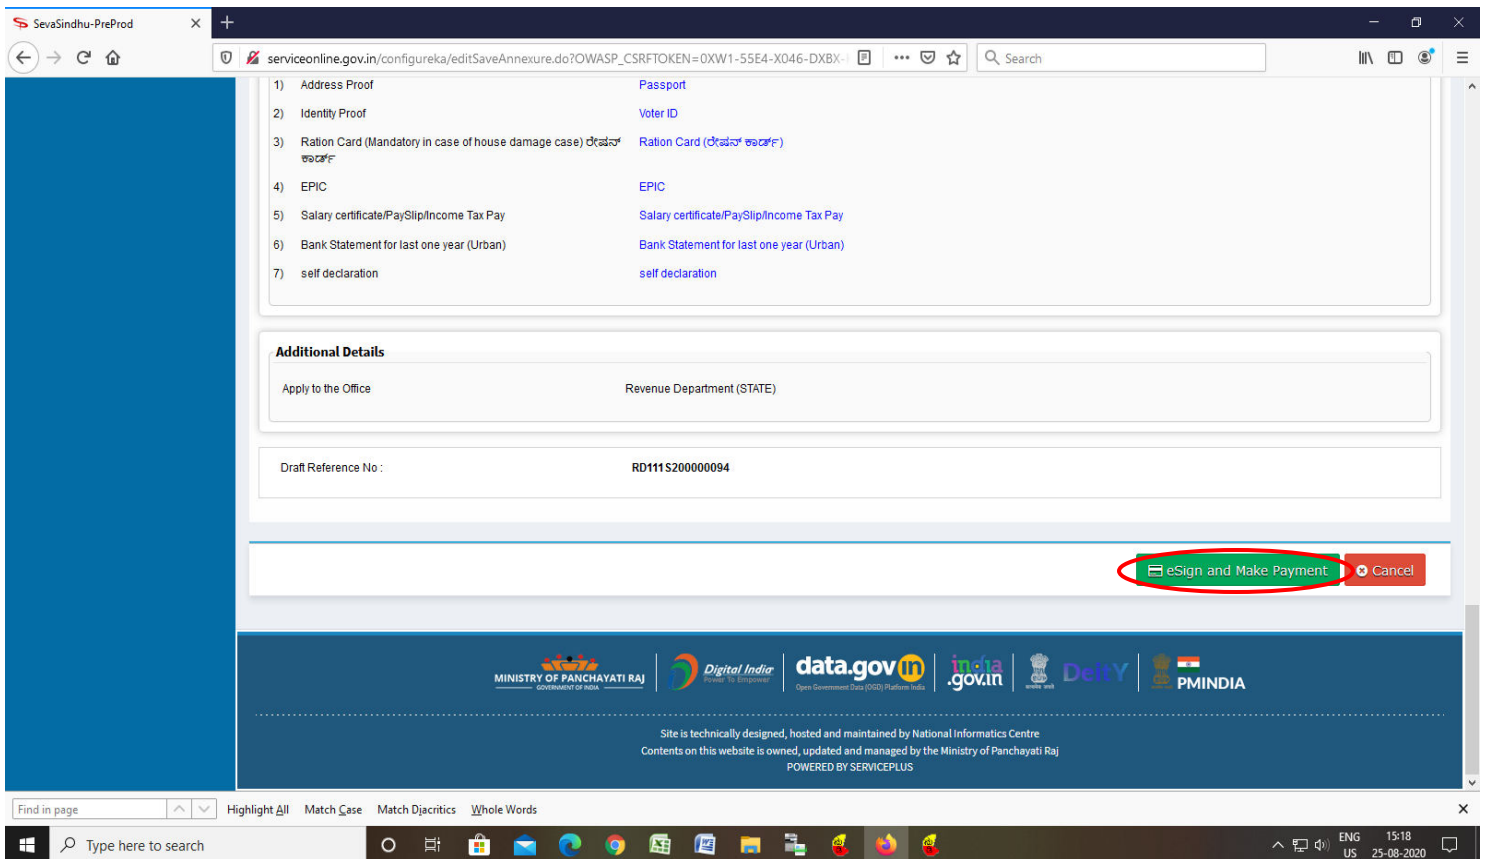 SevaSindhu-PreProd
serviceonline.gov.in/configureka/editSaveAnnexure.do?OWASP_CSRFTOKEN=0XW1-55E4-X046-DXBX-
Search
1) Address Proof Passport
2) Identity Proof Voter ID
3) Ration Card (Mandatory in case of house damage case) ರೇಷನ್ Ration Card (ರೇಷನ್ ಕಾರ್ಡ್)
ಕಾರ್ಡ್
4) EPIC EPIC
5) Salary certificate/PaySlip/Income Tax Pay Salary certificate/PaySlip/Income Tax Pay
6) Bank Statement for last one year (Urban) Bank Statement for last one year (Urban)
7) self declaration self declaration
Additional Details
Apply to the Office Revenue Department (STATE)
Draft Reference No : RD111S200000094
eSign and Make Payment Cancel
MINISTRY OF PANCHAYATI RAJ
GOVERNMENT OF INDIA
Digital India
Power To Empower
data.gov in
Open Government Data (OGD) Platform India
india
.gov.in
DeitY
PMINDIA
Site is technically designed, hosted and maintained by National Informatics Centre
Contents on this website is owned, updated and managed by the Ministry of Panchayati Raj
POWERED BY SERVICEPLUS
Find in page Highlight All Match Case Match Diacritics Whole Words
Type here to search
ENG 15:18
US 25-08-2020